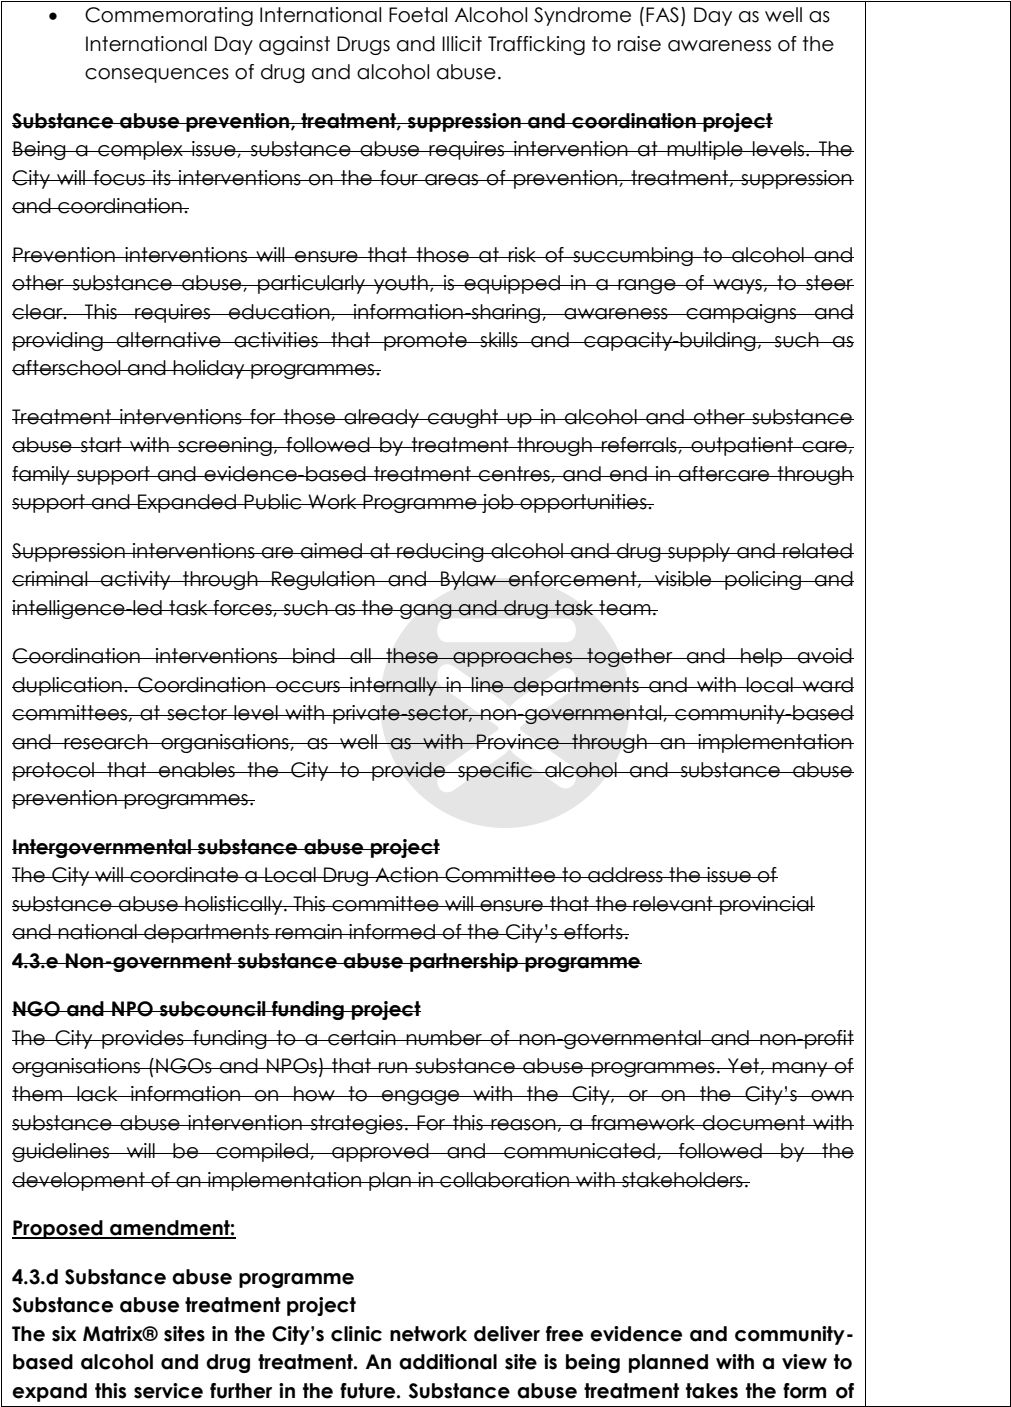 • Commemorating International Foetal Alcohol Syndrome (FAS) Day as well as
International Day against Drugs and Illicit Trafficking to raise awareness of the
consequences of drug and alcohol abuse.
Substance abuse prevention, treatment, suppression and coordination project
Being a complex issue, substance abuse requires intervention at multiple levels. The
City will focus its interventions on the four areas of prevention, treatment, suppression
and coordination.
Prevention interventions will ensure that those at risk of succumbing to alcohol and
other substance abuse, particularly youth, is equipped in a range of ways, to steer
clear. This requires education, information-sharing, awareness campaigns and
providing alternative activities that promote skills and capacity-building, such as
afterschool and holiday programmes.
Treatment interventions for those already caught up in alcohol and other substance
abuse start with screening, followed by treatment through referrals, outpatient care,
family support and evidence-based treatment centres, and end in aftercare through
support and Expanded Public Work Programme job opportunities.
Suppression interventions are aimed at reducing alcohol and drug supply and related
criminal activity through Regulation and Bylaw enforcement, visible policing and
intelligence-led task forces, such as the gang and drug task team.
Coordination interventions bind all these approaches together and help avoid
duplication. Coordination occurs internally in line departments and with local ward
committees, at sector level with private-sector, non-governmental, community-based
and research organisations, as well as with Province through an implementation
protocol that enables the City to provide specific alcohol and substance abuse
prevention programmes.
Intergovernmental substance abuse project
The City will coordinate a Local Drug Action Committee to address the issue of
substance abuse holistically. This committee will ensure that the relevant provincial
and national departments remain informed of the City's efforts.
4.3.e Non-government substance abuse partnership programme
NGO and NPO subcouncil funding project
The City provides funding to a certain number of non-governmental and non-profit
organisations (NGOs and NPOs) that run substance abuse programmes. Yet, many of
them lack information on how to engage with the City, or on the City's own
substance abuse intervention strategies. For this reason, a framework document with
guidelines will be compiled, approved and communicated, followed by the
development of an implementation plan in collaboration with stakeholders.
Proposed amendment:
4.3.d Substance abuse programme
Substance abuse treatment project
The six Matrix® sites in the City's clinic network deliver free evidence and community-
based alcohol and drug treatment. An additional site is being planned with a view to
expand this service further in the future. Substance abuse treatment takes the form of